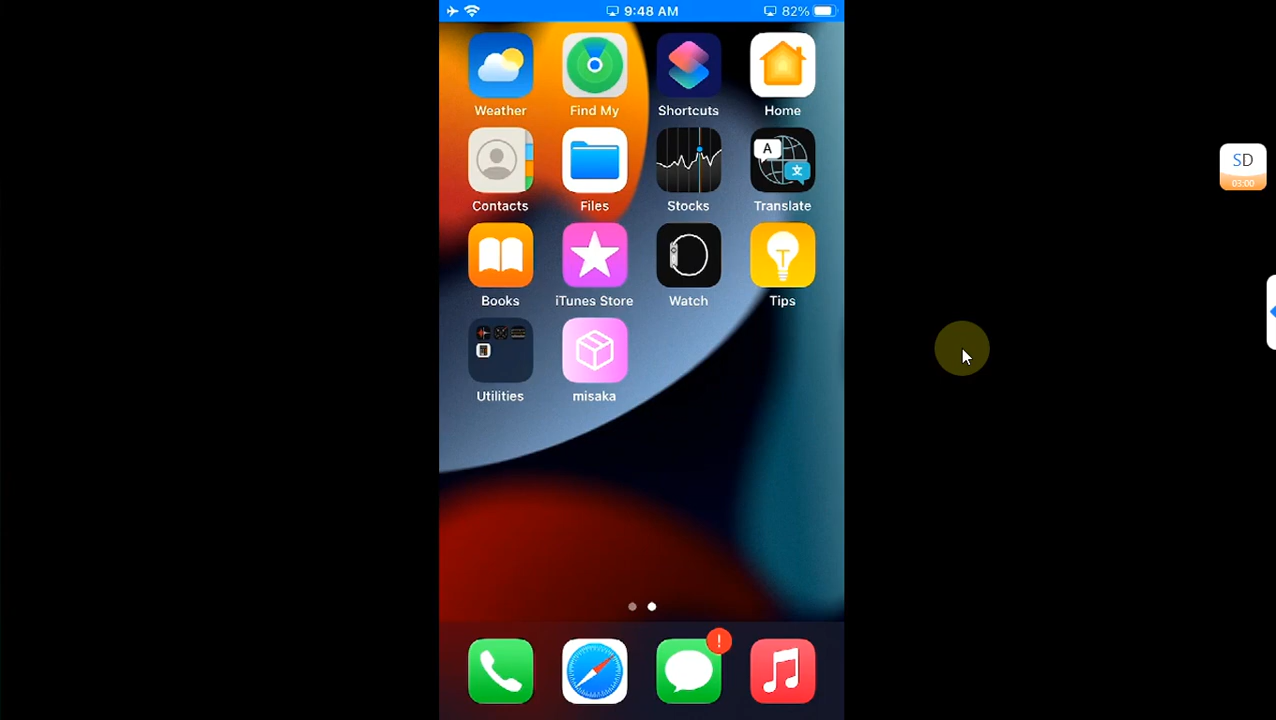 9:48 AM
82%
Weather
Find My
Shortcuts
Home
Contacts
Files
Stocks
A
文
Translate
Books
iTunes Store
Watch
T
Tips
Utilities
misaka
!
SD
03:00